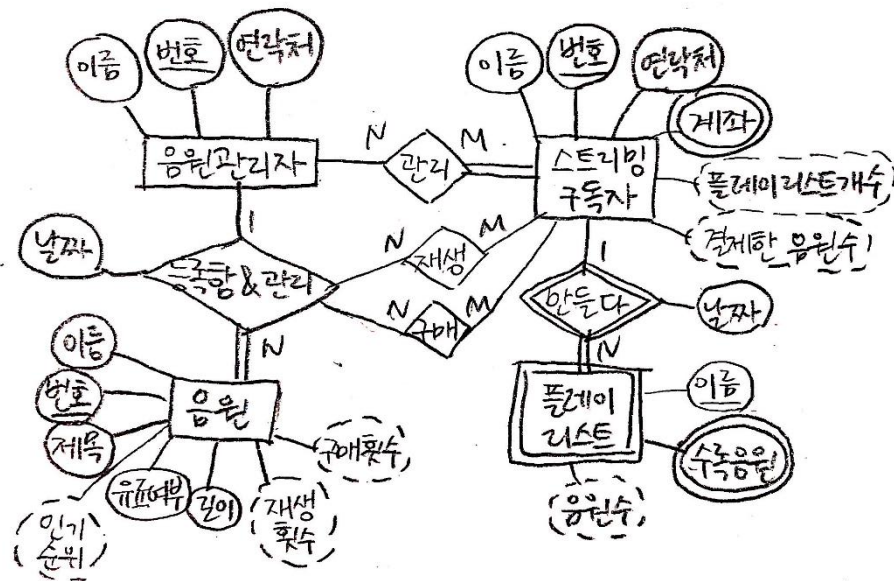 이름
번호
연락처
이름
번호
연락처
계좌
음원관리자
N
관리
M
스트리밍
구독자
플레이리스트개수
결제한 음원수
날짜
1
등록함&관리
N
재생
M
N
구매
M
1
만들다
날짜
N
N
이름
번호
제목
음원
유료여부
길이
재생
횟수
구매횟수
인기
순위
플레이
리스트
이름
수록음원
음원수